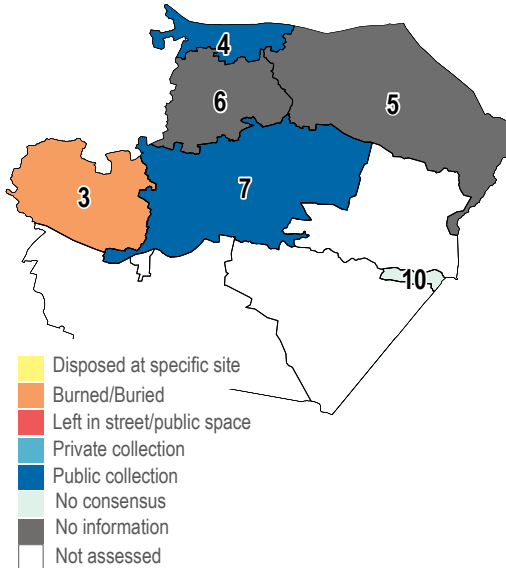 4
6
5
3
7
10
Disposed at specific site
Burned/Buried
Left in street/public space
Private collection
Public collection
No consensus
No information
Not assessed